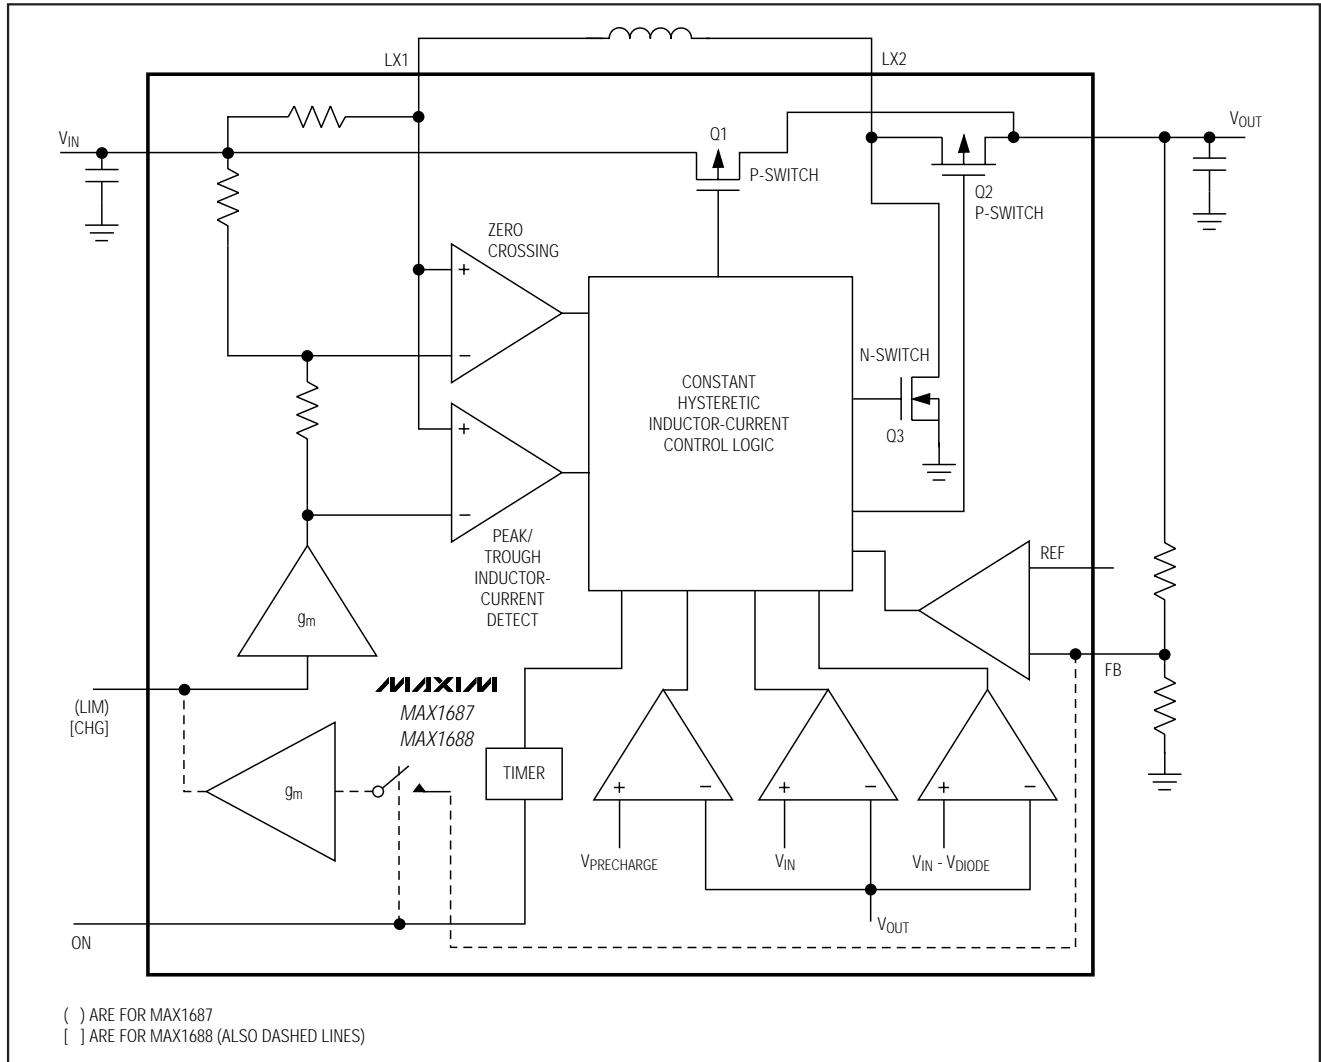 LX1
LX2
VIN
Q1
P-SWITCH
VOUT
Q2
P-SWITCH
ZERO
CROSSING
+
−
N-SWITCH
Q3
CONSTANT
HYSTERETIC
INDUCTOR-CURRENT
CONTROL LOGIC
+
−
PEAK/
TROUGH
INDUCTOR-
CURRENT
DETECT
REF
FB
gm
(LIM)
[CHG]
MAXIM
MAX1687
MAX1688
gm
TIMER
+ −
+ −
+ −
VPRECHARGE
VIN
VIN - VDIODE
VOUT
ON
( ) ARE FOR MAX1687
[ ] ARE FOR MAX1688 (ALSO DASHED LINES)